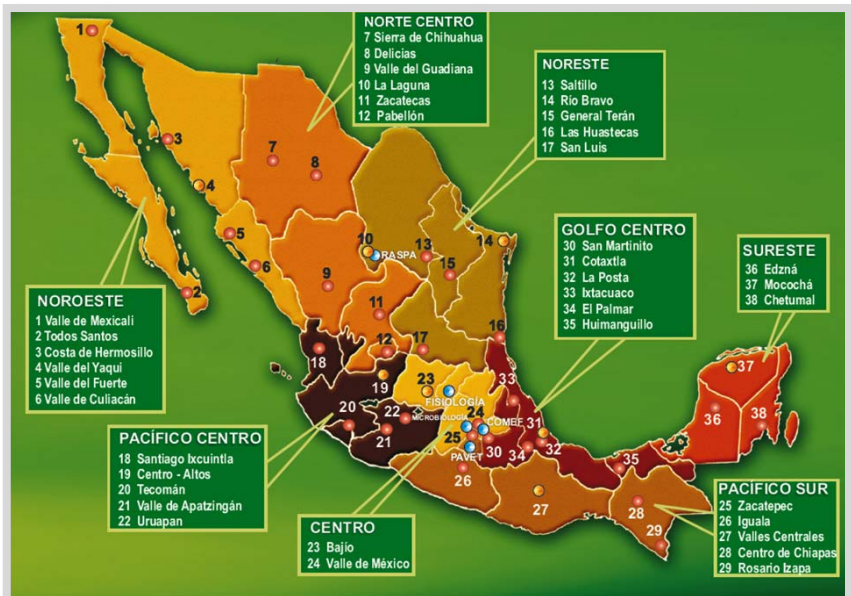 NORTE CENTRO
7 Sierra de Chihuahua
8 Delicias
9 Valle del Guadiana
10 La Laguna
11 Zacatecas
12 Pabellón
NORESTE
13 Saltillo
14 Río Bravo
15 General Terán
16 Las Huastecas
17 San Luis
GOLFO CENTRO
30 San Martinito
31 Cotaxtla
32 La Posta
33 Ixtacuaco
34 El Palmar
35 Huimanguillo
SURESTE
36 Edzná
37 Mocochá
38 Chetumal
NOROESTE
1 Valle de Mexicali
2 Todos Santos
3 Costa de Hermosillo
4 Valle del Yaqui
5 Valle del Fuerte
6 Valle de Culiacán
PACÍFICO CENTRO
18 Santiago Ixcuintla
19 Centro - Altos
20 Tecomán
21 Valle de Apatzingán
22 Uruapan
CENTRO
23 Bajío
24 Valle de México
PACÍFICO SUR
25 Zacatepec
26 Iguala
27 Valles Centrales
28 Centro de Chiapas
29 Rosario Izapa
1
3
7
8
4
5
6
2
10
RASPA
13
14
9
15
11
12
17
16
18
19
23
FISIOLOGÍA
33
37
20
22
MICROBIOLOGÍA
24
COMEF
31
36
38
21
25
30
34
32
PAVET
35
26
27
28
29